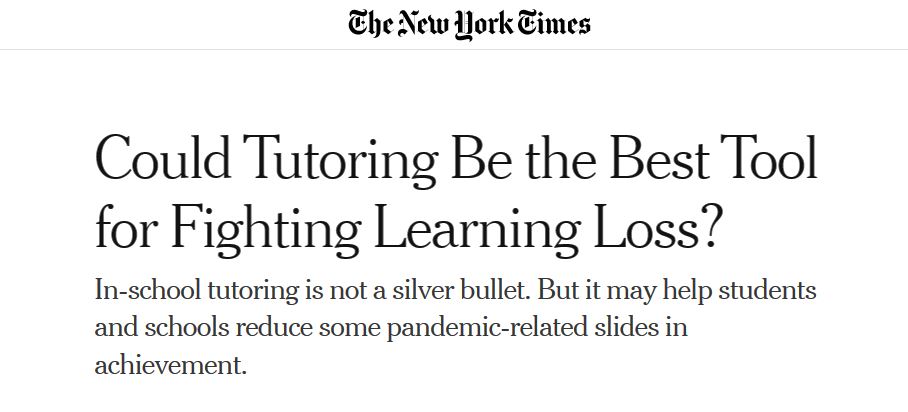 The New York Times
Could Tutoring Be the Best Tool
for Fighting Learning Loss?
In-school tutoring is not a silver bullet. But it may help students
and schools reduce some pandemic-related slides in
achievement.